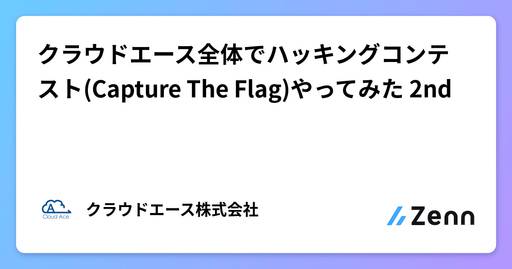 クラウドエース全体でハッキングコンテ
スト(Capture The Flag)やってみた 2nd
Cloud Ace
クラウドエース株式会社
Zenn